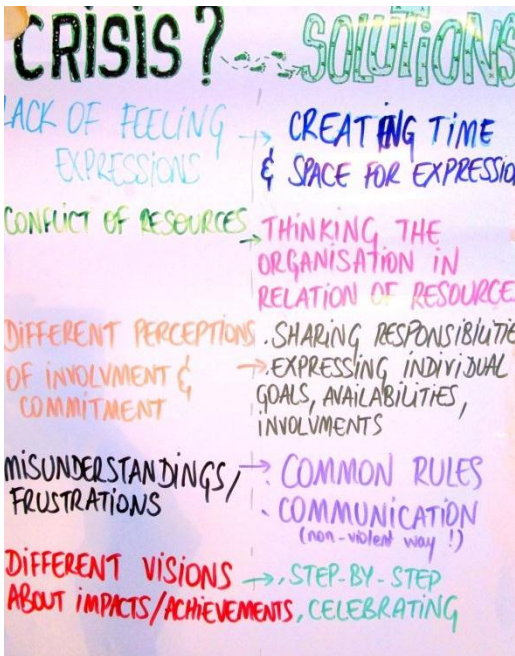 CRISIS? SOLUTIONS
LACK OF FEELING EXPRESSIONS → CREATING TIME
& SPACE FOR EXPRESSIO
CONFLICT OF RESOURCES → THINKING THE
ORGANISATION IN
RELATION OF RESOURCE
DIFFERENT PERCEPTIONS
OF INVOLVMENT &
COMMITMENT
. SHARING RESPONSIBILITIE
→ . EXPRESSING INDIVIDUAL
GOALS, AVAILABILITIES,
INVOLVMENTS
MISUNDERSTANDINGS/
FRUSTRATIONS
→ . COMMON RULES
. COMMUNICATION
(non-violent way !)
DIFFERENT VISIONS
ABOUT IMPACTS/ACHIEVEMENTS
→ . STEP-BY-STEP
. CELEBRATING